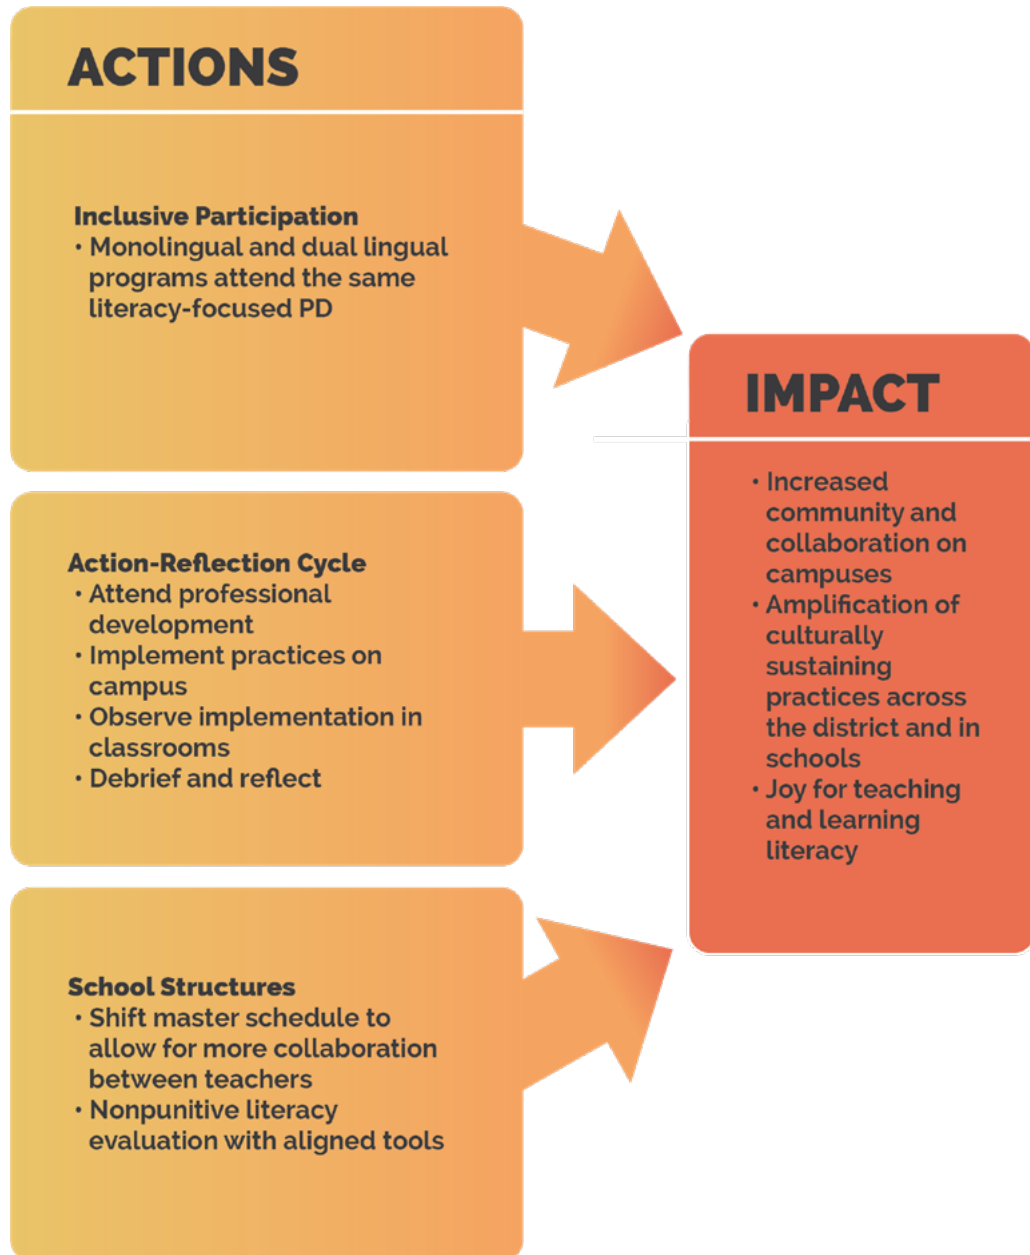 ACTIONS
Inclusive Participation
• Monolingual and dual lingual
programs attend the same
literacy-focused PD
Action-Reflection Cycle
• Attend professional
development
• Implement practices on
campus
• Observe implementation in
classrooms
• Debrief and reflect
School Structures
• Shift master schedule to
allow for more collaboration
between teachers
• Nonpunitive literacy
evaluation with aligned tools
IMPACT
• Increased
community and
collaboration on
campuses
• Amplification of
culturally
sustaining
practices across
the district and in
schools
• Joy for teaching
and learning
literacy